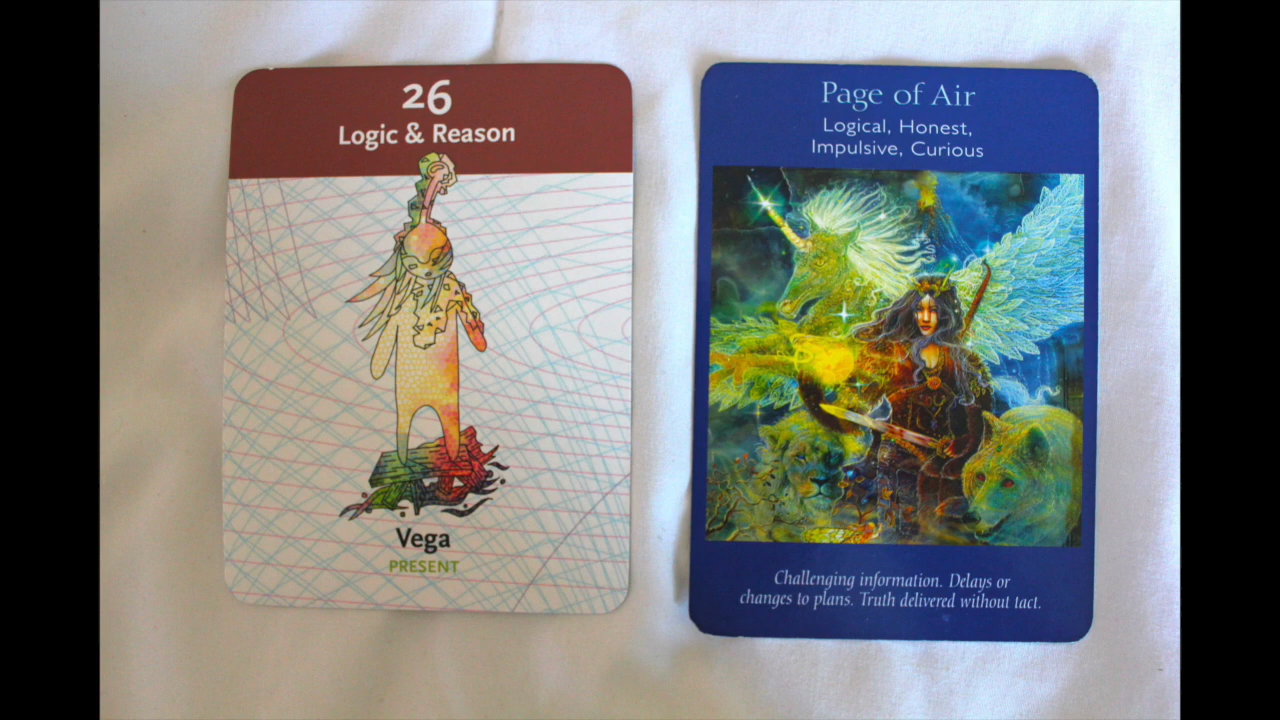 26
Logic & Reason
Vega
PRESENT
Page of Air
Logical, Honest,
Impulsive, Curious
Challenging information. Delays or
changes to plans. Truth delivered without tact.